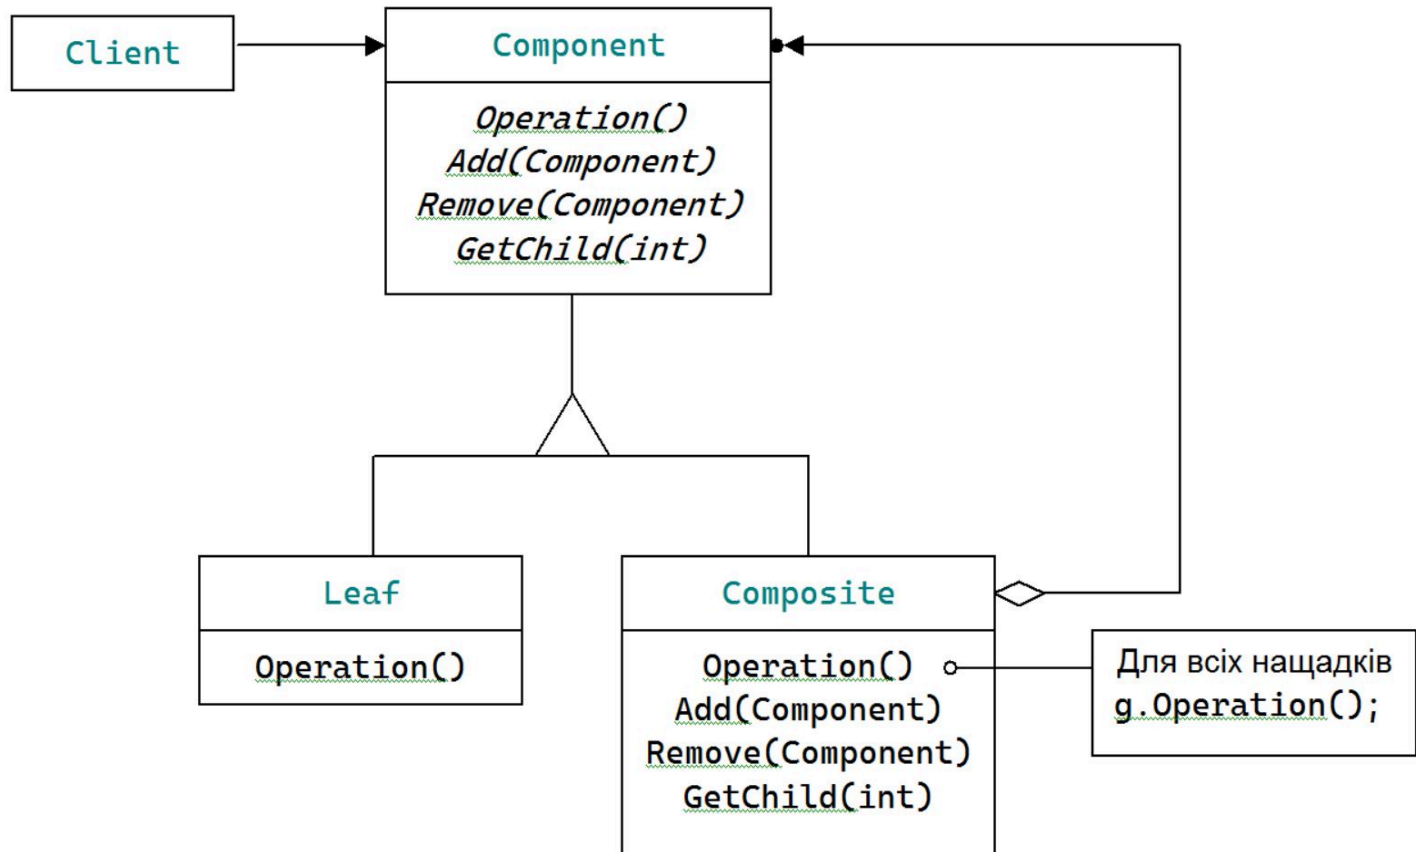 Client
Component
Operation()
Add(Component)
Remove(Component)
GetChild(int)
Leaf
Operation()
Composite
Operation()
Add(Component)
Remove(Component)
GetChild(int)
Для всіх нащадків
g.Operation();